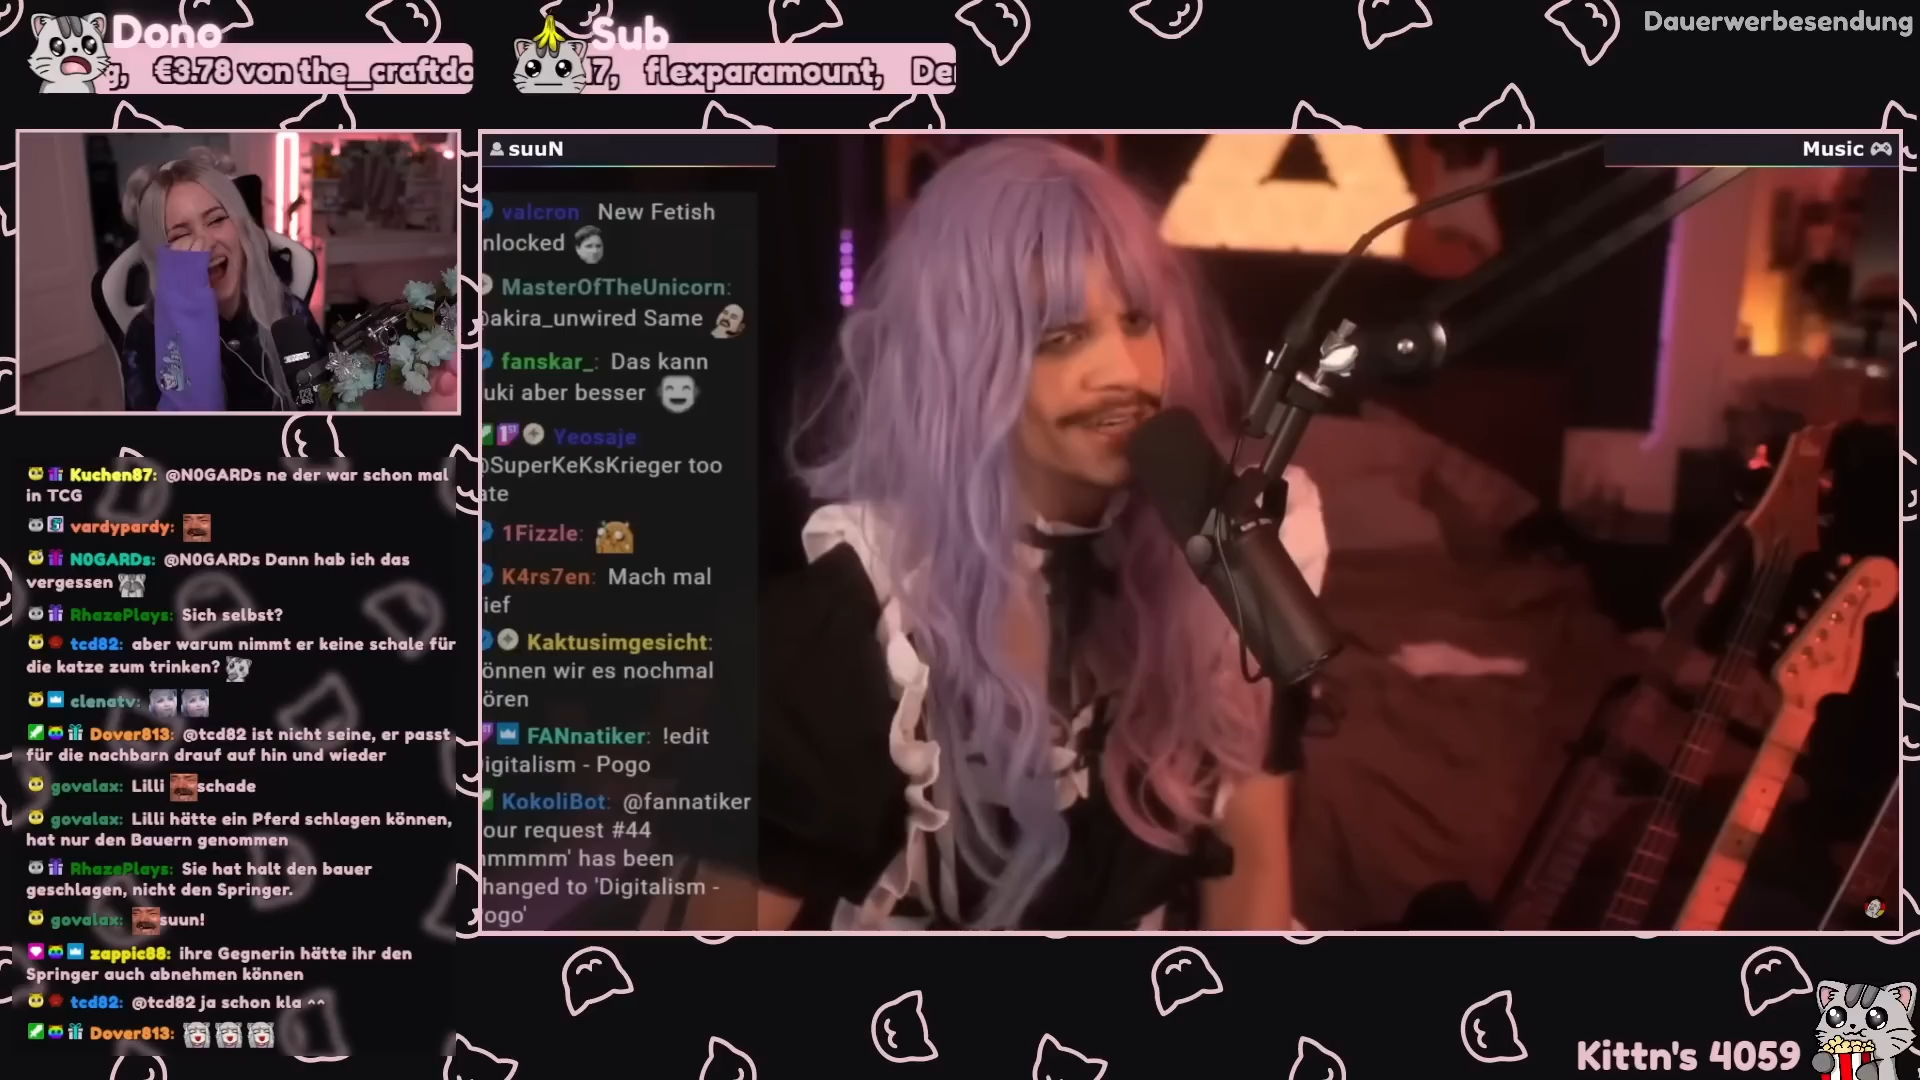 Dono
g, €3.78 von the_craftdo
Sub
17, flexparamount, De
Dauerwerbesendung
suuN
Music
valcron New Fetish
nlocked
MasterOfTheUnicorn:
@akira_unwired Same
fanskar_: Das kann
uki aber besser
Yeosaje
@SuperKeKsKrieger too
ate
1Fizzle:
K4rs7en: Mach mal
ief
Kaktusimgesicht:
önnen wir es nochmal
ören
FANnatiker: !edit
igitalism - Pogo
KokoliBot: @fannatiker
our request #44
mmmm' has been
hanged to 'Digitalism -
ogo'
Kuchen87: @N0GARDs ne der war schon mal
in TCG
vardypardy:
N0GARDs: @N0GARDs Dann hab ich das
vergessen
RhazePlays: Sich selbst?
tcd82: aber warum nimmt er keine schale für
die katze zum trinken?
clenatv:
Dover813: @tcd82 ist nicht seine, er passt
für die nachbarn drauf auf hin und wieder
govalax: Lilli schade
govalax: Lilli hätte ein Pferd schlagen können,
hat nur den Bauern genommen
RhazePlays: Sie hat halt den bauer
geschlagen, nicht den Springer.
govalax: suun!
zappic88: ihre Gegnerin hätte ihr den
Springer auch abnehmen können
tcd82: @tcd82 ja schon kla ^^
Dover813:
Kittn's 4059